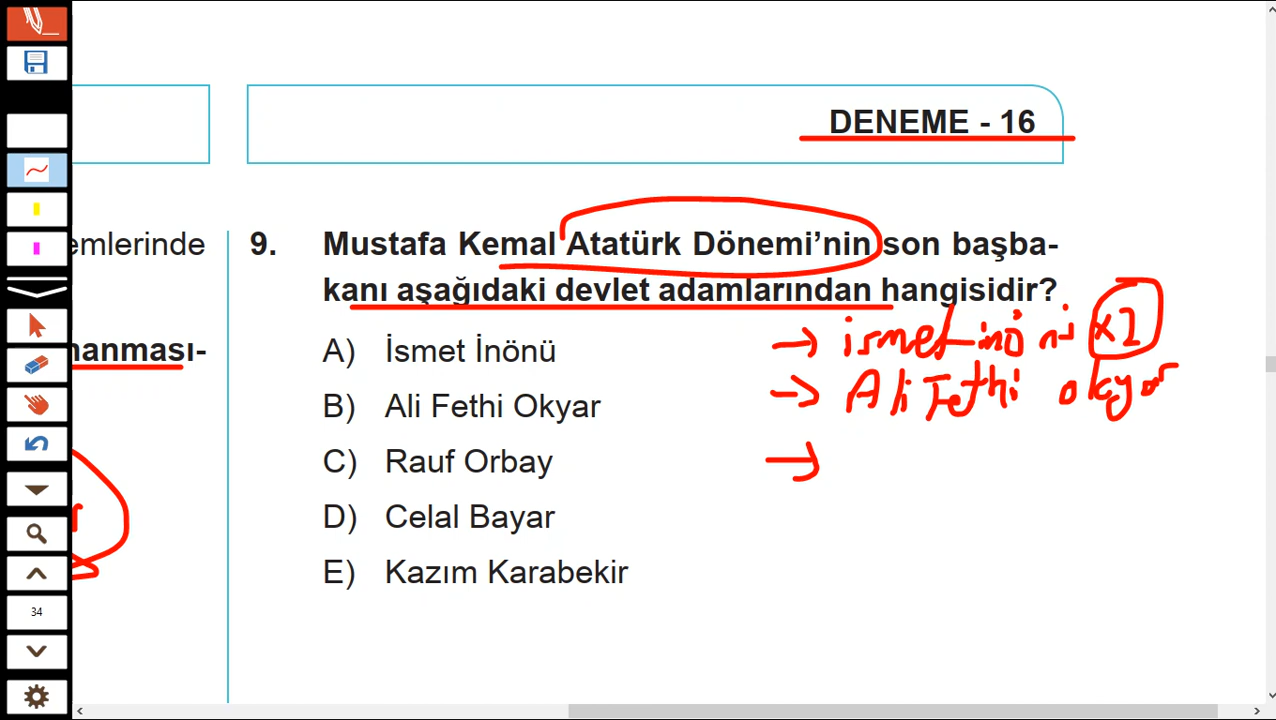 DENEME - 16
emlerinde
nanması-
9. Mustafa Kemal Atatürk Dönemi’nin son başba-
kanı aşağıdaki devlet adamlarından hangisidir?
A) İsmet İnönü
B) Ali Fethi Okyar
C) Rauf Orbay
D) Celal Bayar
E) Kazım Karabekir
→ ismet inönü x2
→ Ali Fethi okyar
→
34